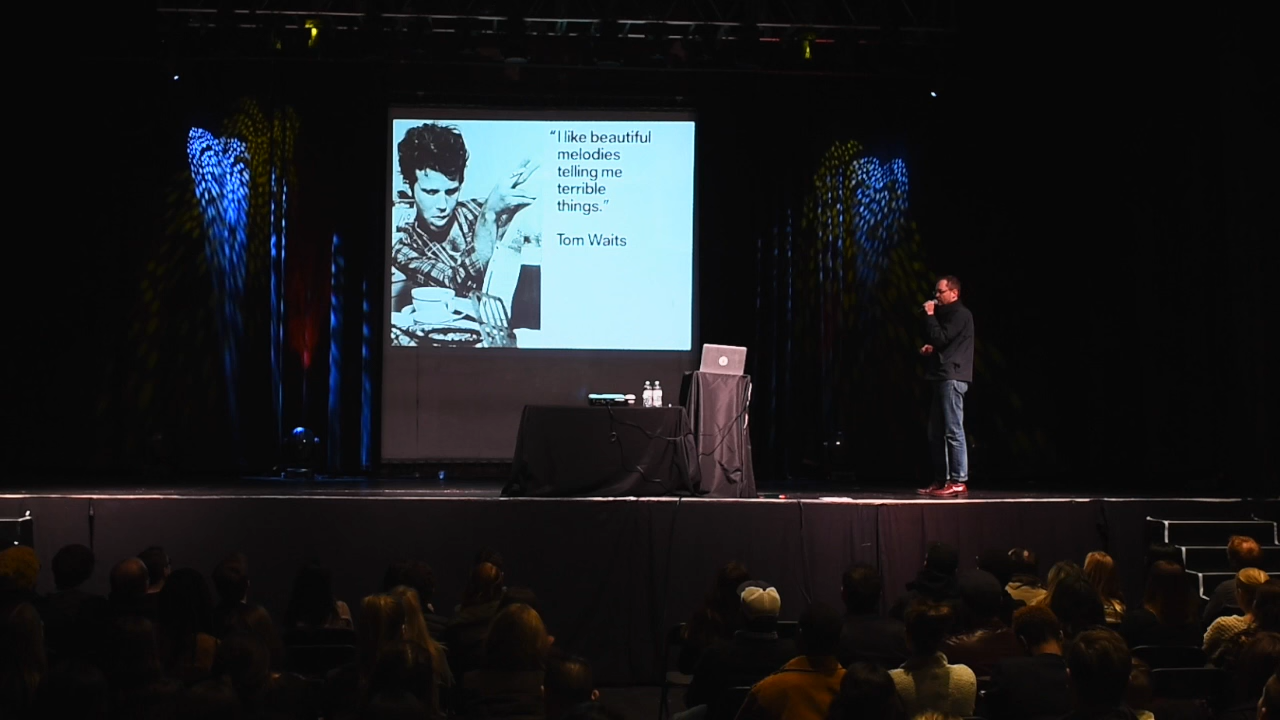 “I like beautiful
melodies
telling me
terrible
things.”
Tom Waits